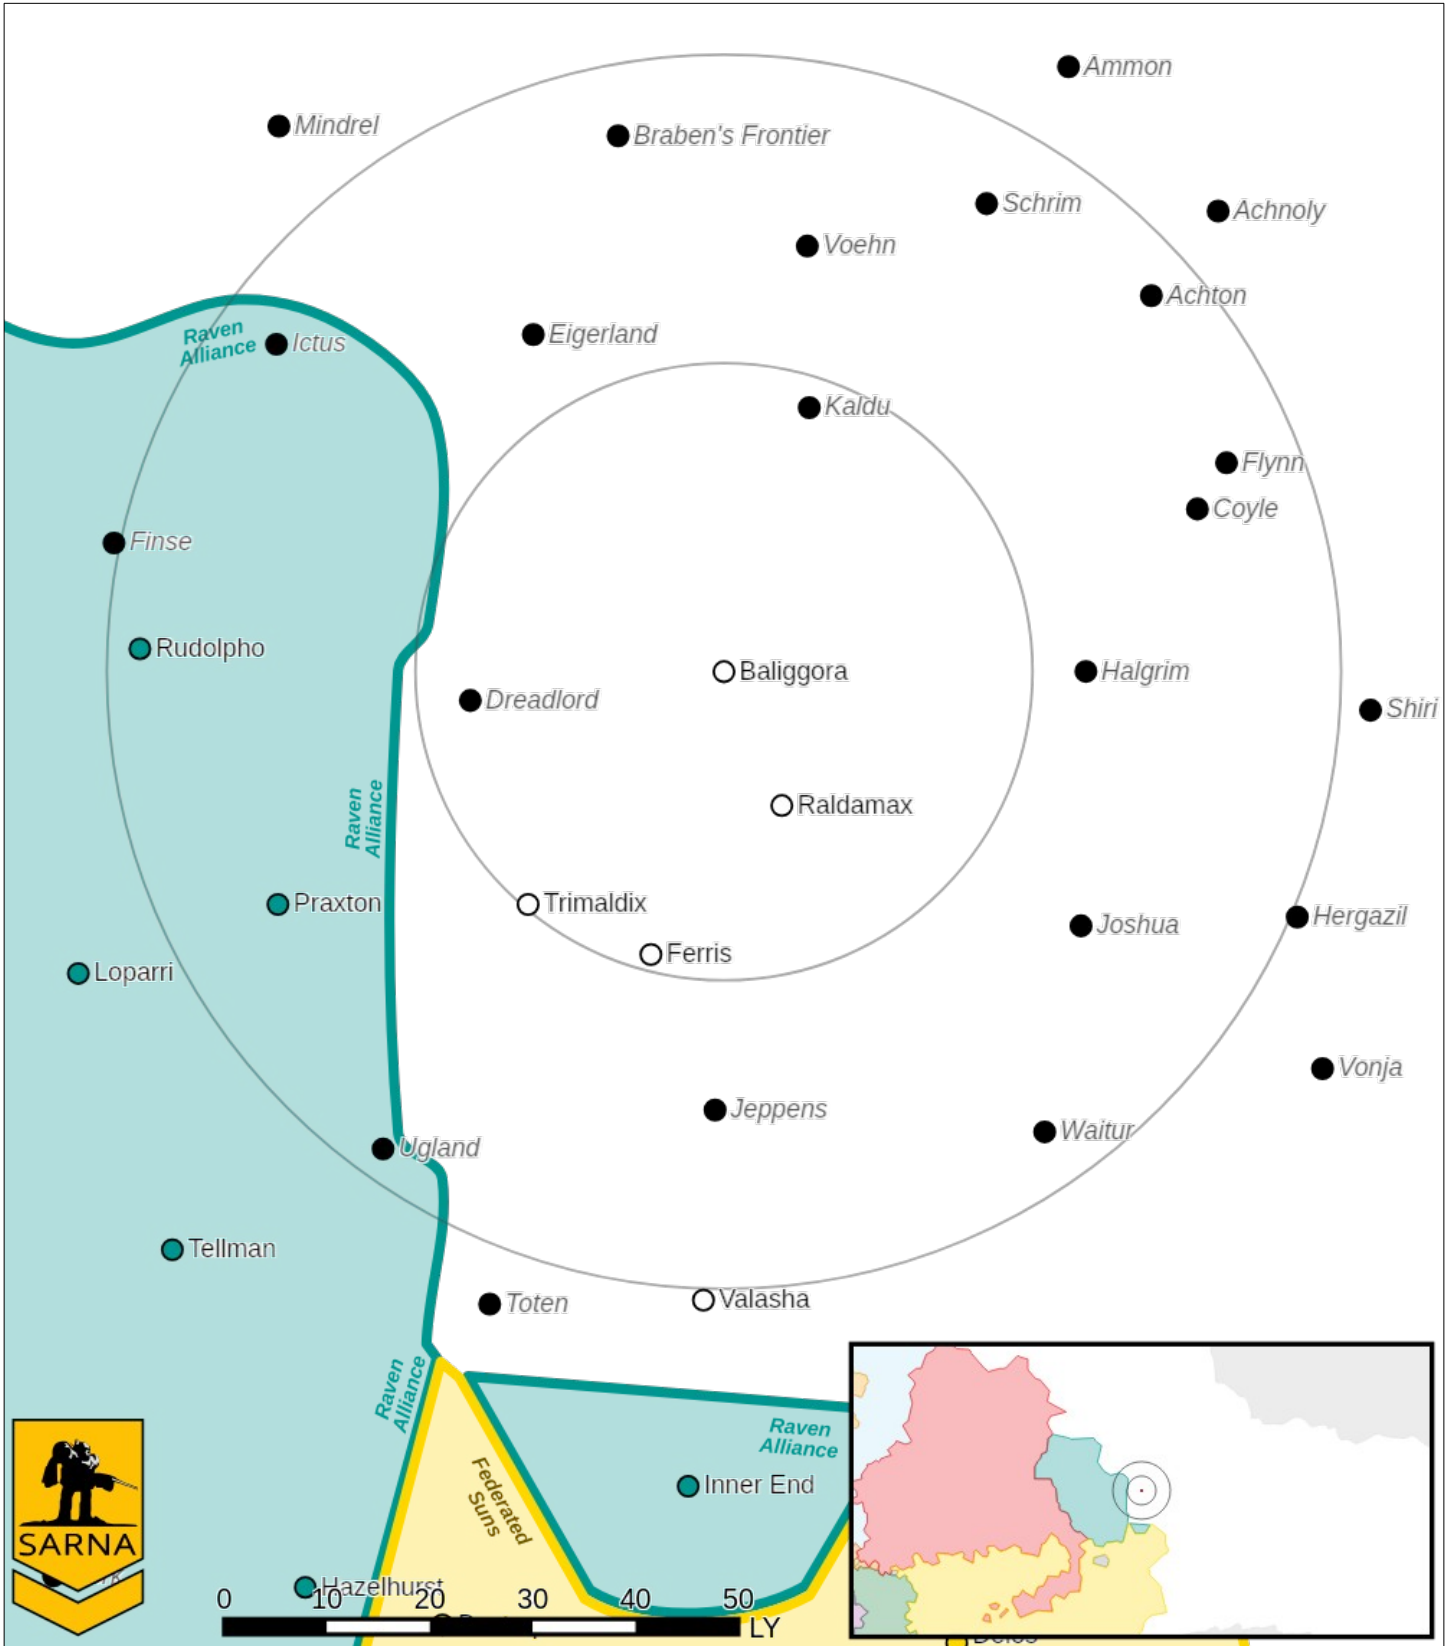 Ammon
Mindrel
Braben's Frontier
Schrim
Achnoly
Voehn
Achton
Raven
Alliance
Ictus
Eigerland
Kaldu
Flynn
Coyle
Finse
Rudolpho
Baliggora
Halgrim
Dreadlord
Shiri
Raven
Alliance
Raldamax
Praxton
Trimaldix
Hergazil
Joshua
Ferris
Loparri
Vonja
Jeppens
Waitur
Ugland
Tellman
Toten
Valasha
Raven
Alliance
Raven
Alliance
Federated
Suns
Inner End
SARNA
Hazelhurst
0 10 20 30 40 50
LY